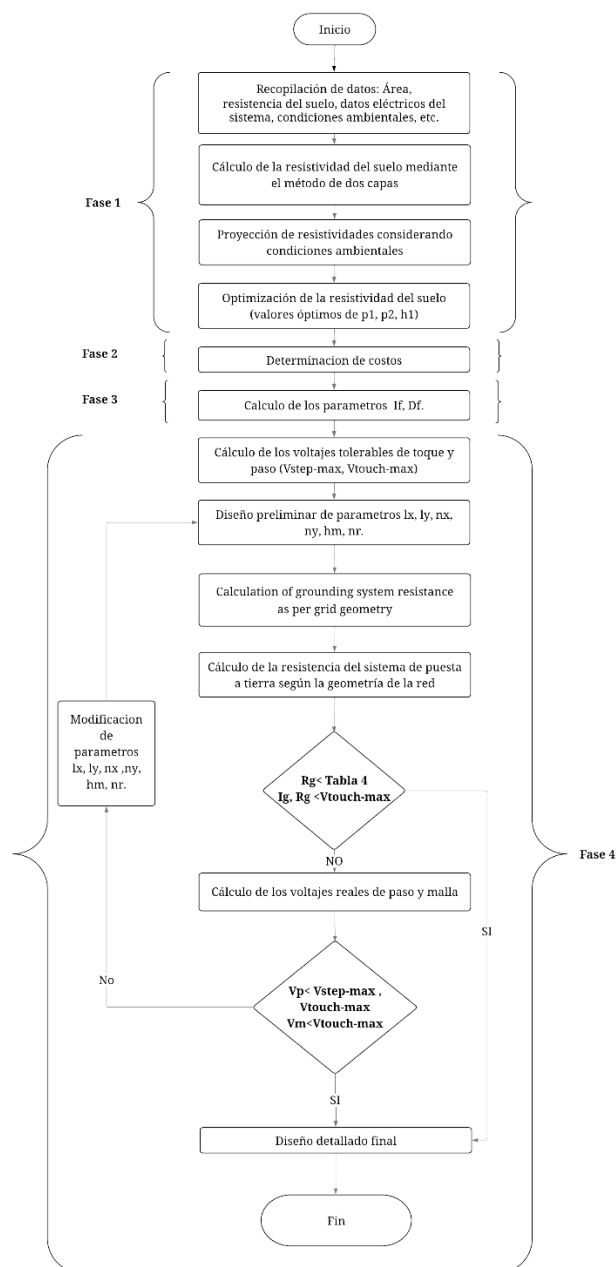 Inicio
Recopilación de datos: Área,
resistencia del suelo, datos eléctricos del
sistema, condiciones ambientales, etc.
Cálculo de la resistividad del suelo mediante
el método de dos capas
Fase 1
Proyección de resistividades considerando
condiciones ambientales
Optimización de la resistividad del suelo
(valores óptimos de p1, p2, h1)
Fase 2
Determinacion de costos
Fase 3
Calculo de los parametros If, Df.
Cálculo de los voltajes tolerables de toque y
paso (Vstep-max, Vtouch-max)
Diseño preliminar de parametros lx, ly, nx,
ny, hm, nr.
Calculation of grounding system resistance
as per grid geometry
Cálculo de la resistencia del sistema de puesta
a tierra según la geometría de la red
Modificacion
de
parametros
lx, ly, nx ,ny,
hm, nr.
Rg< Tabla 4
Ig, Rg <Vtouch-max
Fase 4
NO
Cálculo de los voltajes reales de paso y malla
SI
No
Vp< Vstep-max ,
Vtouch-max
Vm<Vtouch-max
SI
Diseño detallado final
Fin